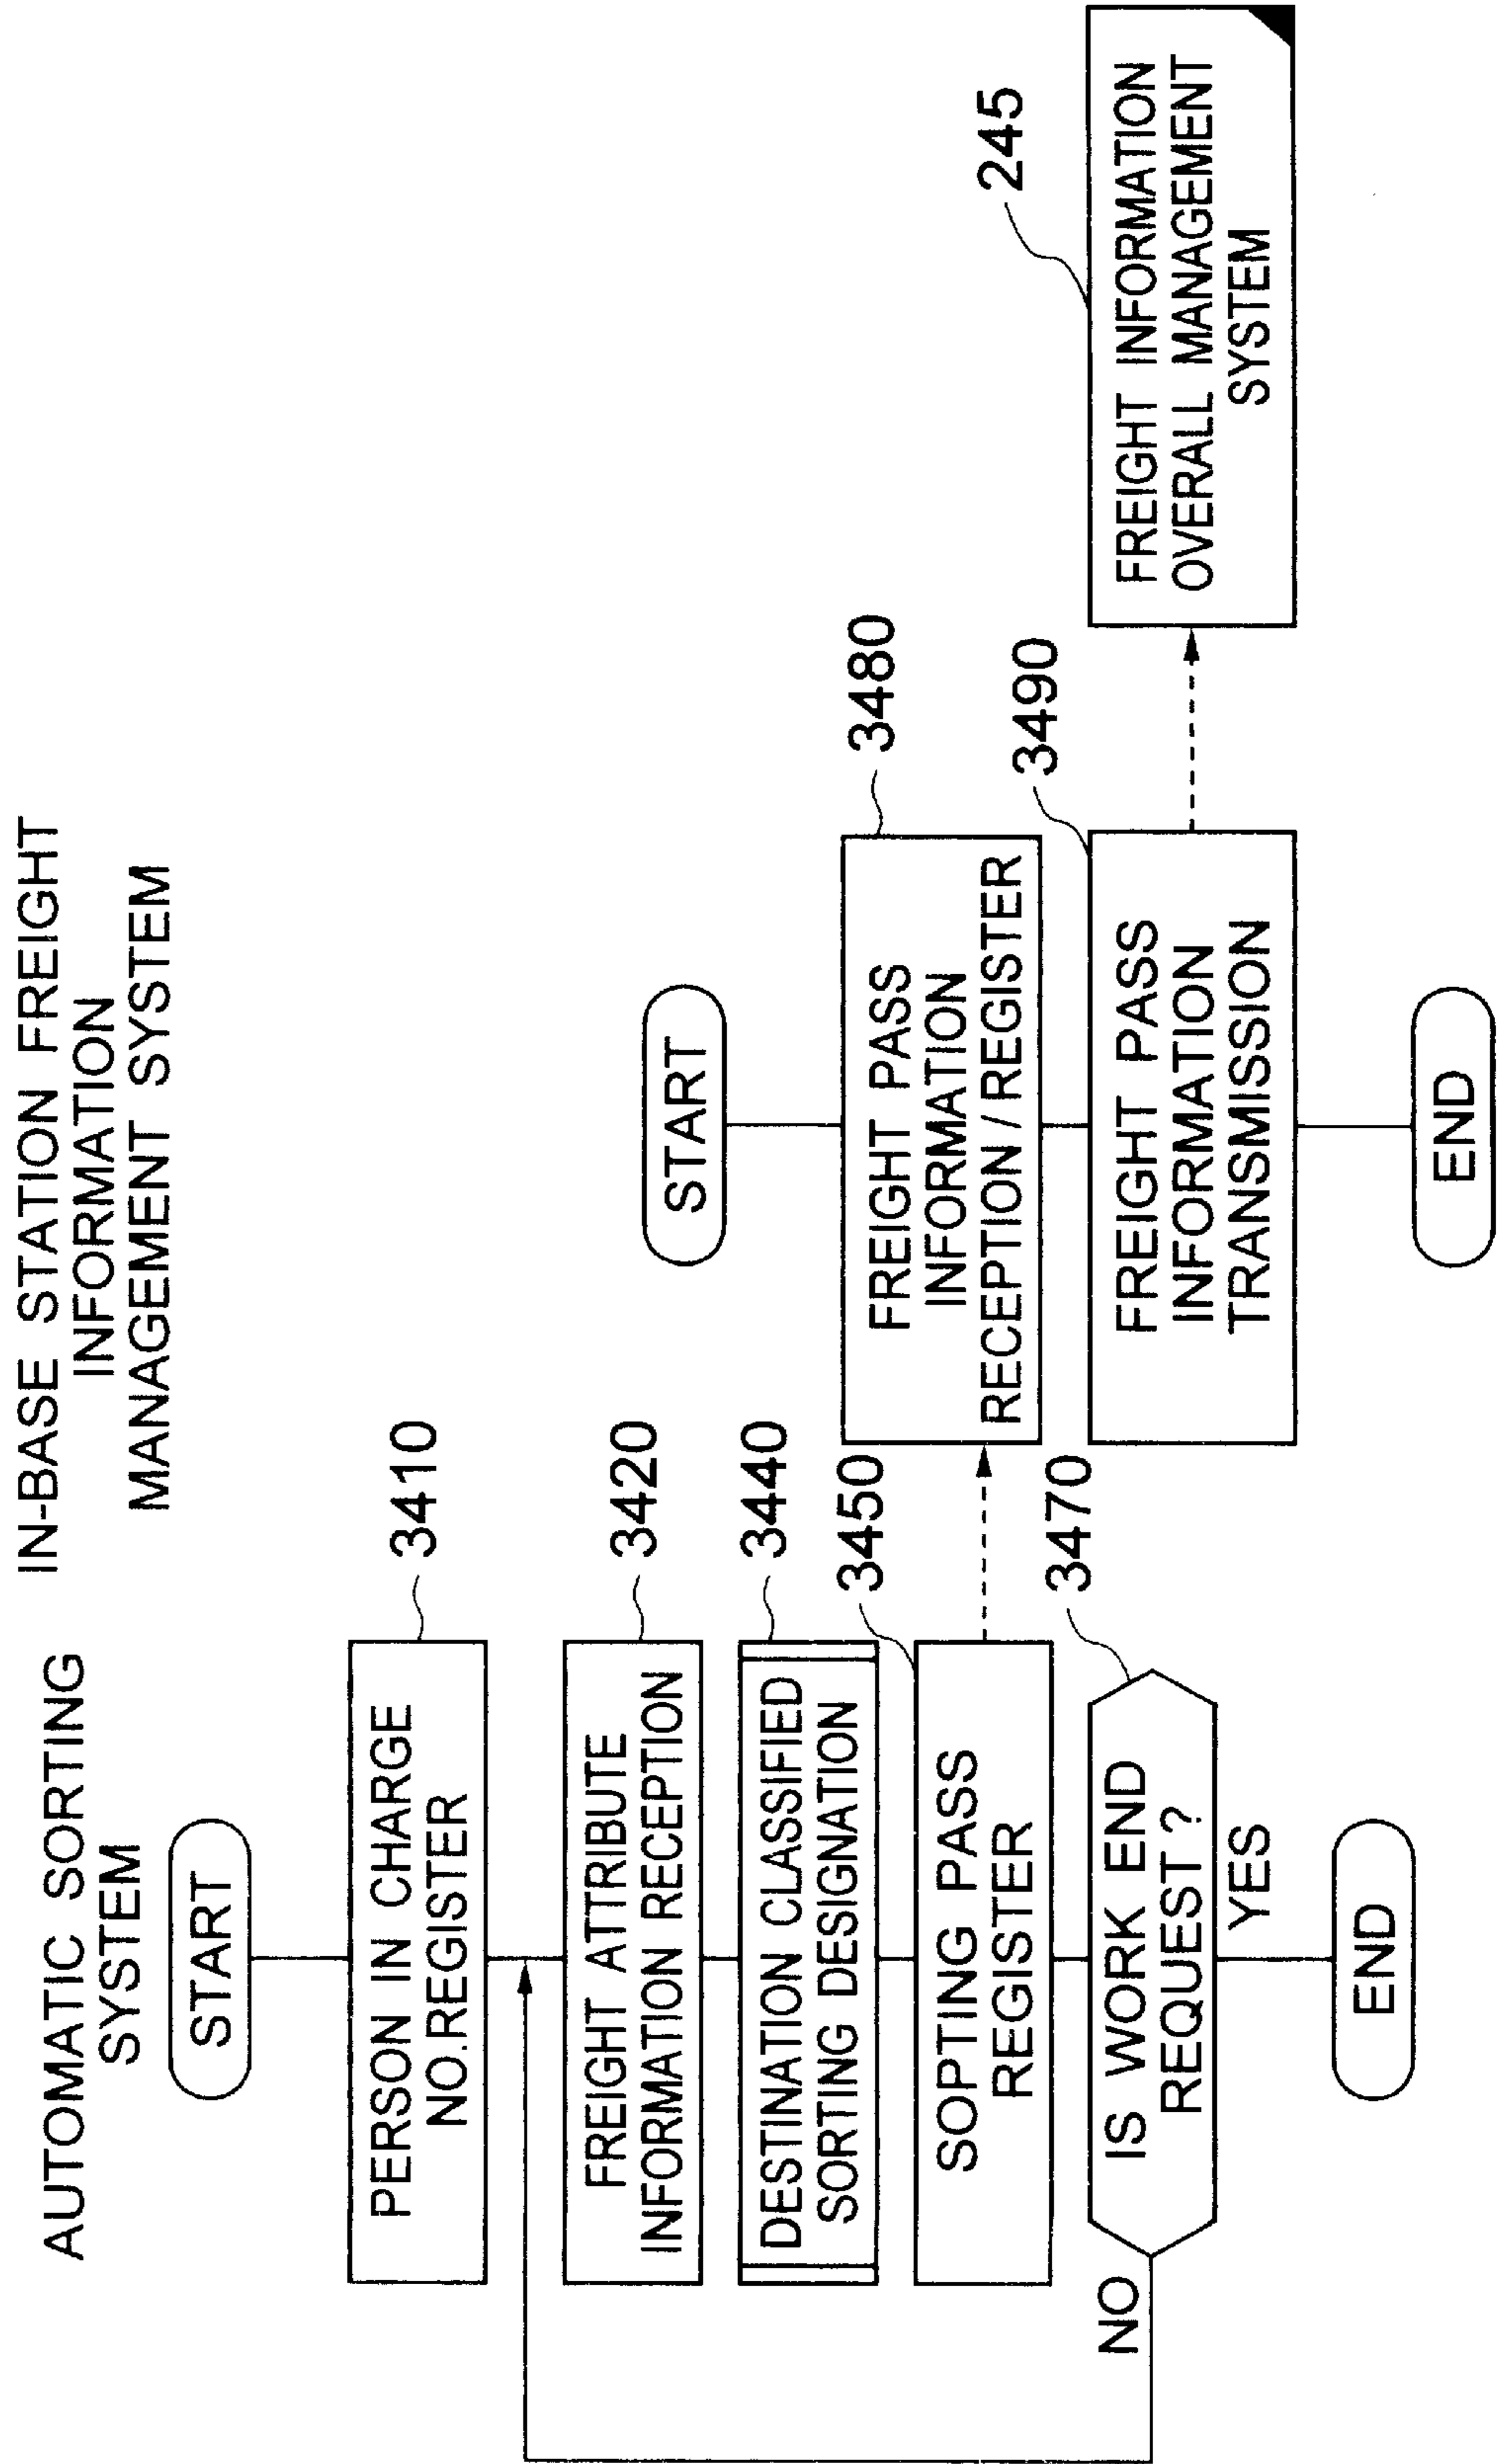 AUTOMATIC SORTING
SYSTEM
START
PERSON IN CHARGE
NO.REGISTER
3410
FREIGHT ATTRIBUTE
INFORMATION RECEPTION
3420
DESTINATION CLASSIFIED
SORTING DESIGNATION
3440
SOPTING PASS
REGISTER
3450
IS WORK END
REQUEST?
3470
NO
YES
END
IN-BASE STATION FREIGHT
INFORMATION
MANAGEMENT SYSTEM
START
FREIGHT PASS
INFORMATION
RECEPTION/REGISTER
3480
FREIGHT PASS
INFORMATION
TRANSMISSION
3490
END
FREIGHT INFORMATION
OVERALL MANAGEMENT
SYSTEM
245